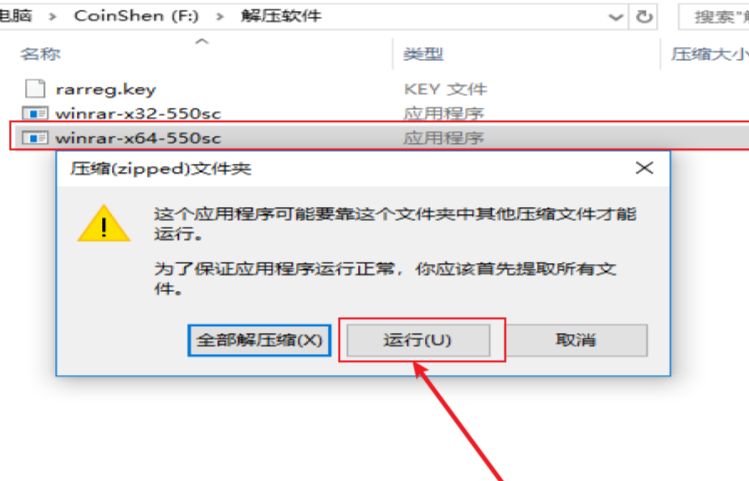 电脑 > CoinShen (F:) > 解压软件
搜索"解
名称 类型 压缩大小
rarreg.key KEY 文件
winrar-x32-550sc 应用程序
winrar-x64-550sc 应用程序
压缩(zipped)文件夹
这个应用程序可能要靠这个文件夹中其他压缩文件才能
运行。
为了保证应用程序运行正常，你应该首先提取所有文
件。
全部解压缩(X) 运行(U) 取消